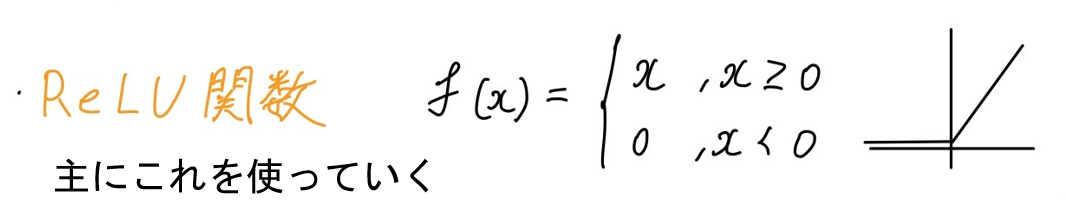 ・ReLU関数 f(x) = { x , x ≥ 0
0 , x < 0
主にこれを使っていく